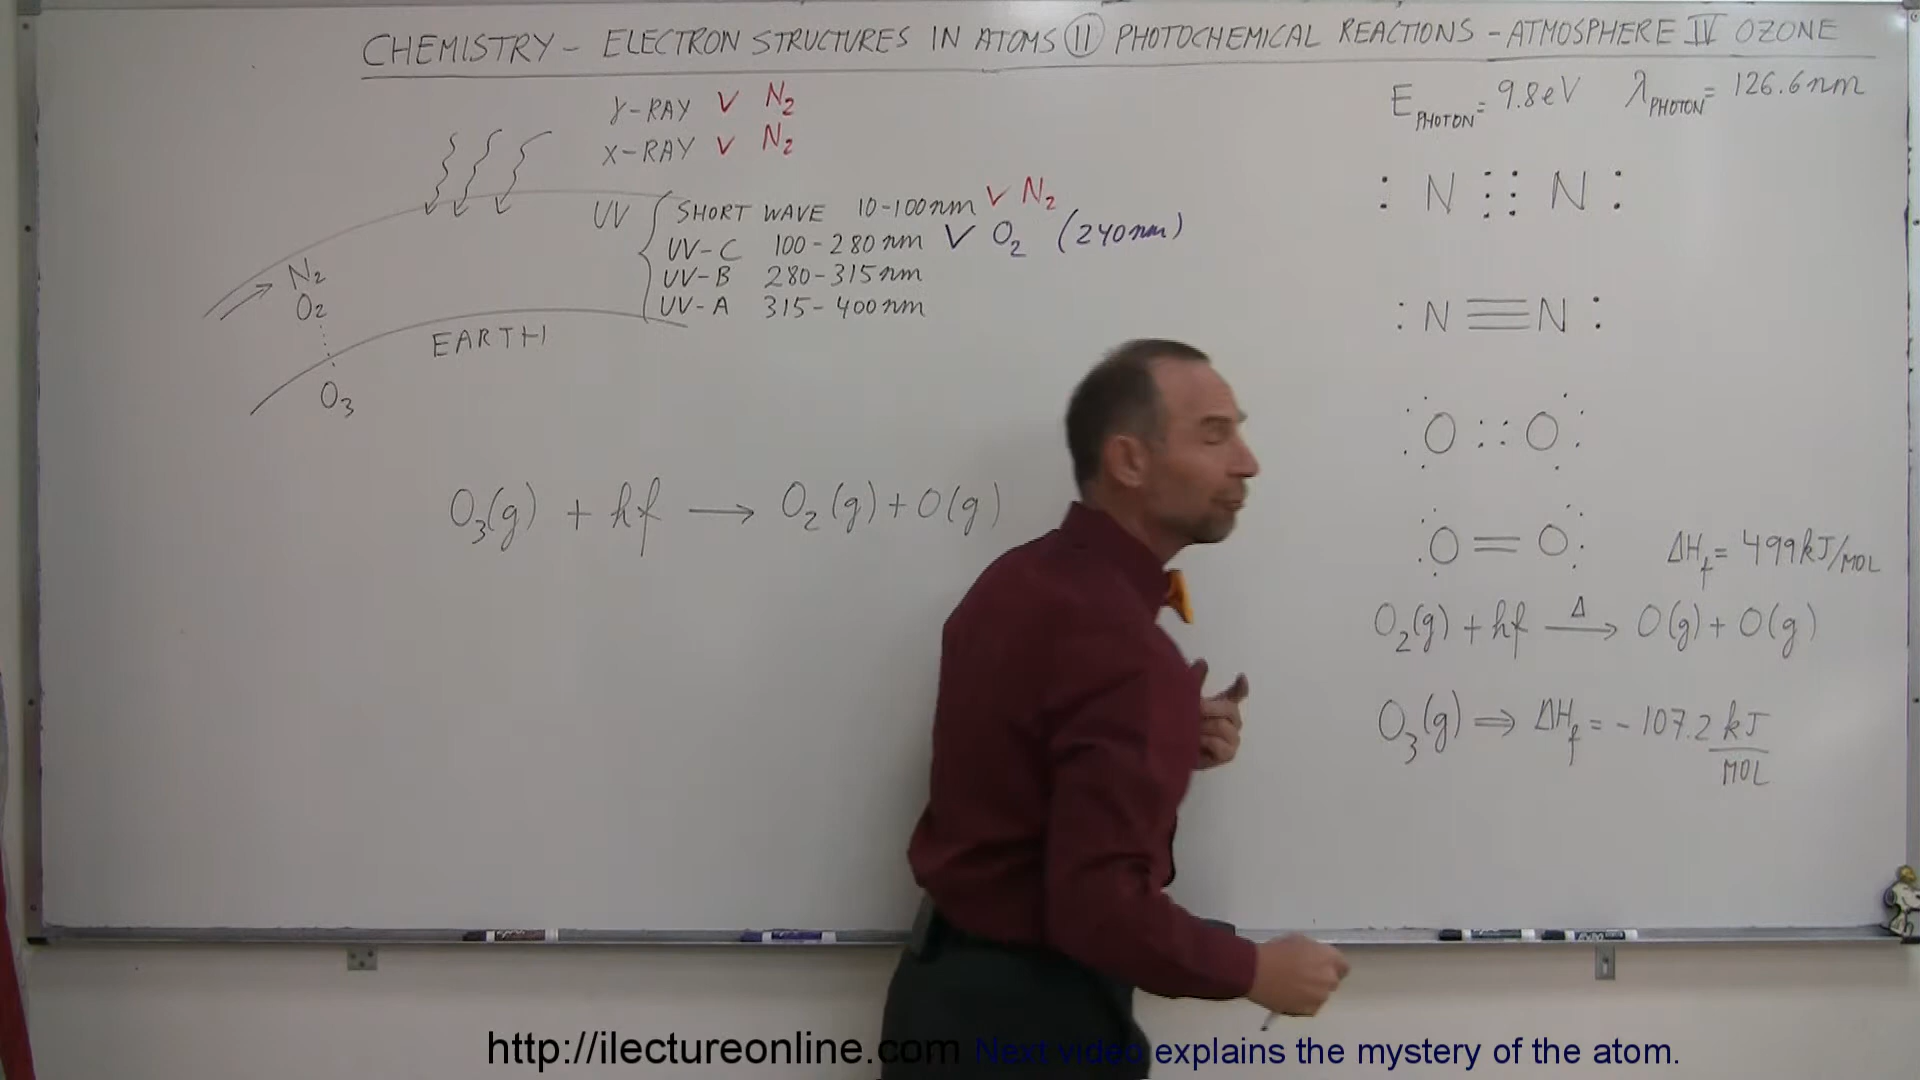 CHEMISTRY - ELECTRON STRUCTURES IN ATOMS ⑪ PHOTOCHEMICAL REACTIONS - ATMOSPHERE IV OZONE
γ-RAY V N₂
X-RAY V N₂
UV { SHORT WAVE 10-100nm V N₂
UV-C 100-280nm V O₂ (240nm)
UV-B 280-315nm
UV-A 315-400nm
N₂
O₂
O₃
EARTH
O₃(g) + hf → O₂(g) + O(g)
E PHOTON = 9.8eV λ PHOTON = 126.6nm
: N ⋮⋮ N :
: N ≡ N :
O :: O
O = O
ΔHf = 499kJ/MOL
O₂(g) + hf →Δ O(g) + O(g)
O₃(g) ⇒ ΔHf = -107.2 kJ/MOL
http://ilectureonline.com Next video explains the mystery of the atom.